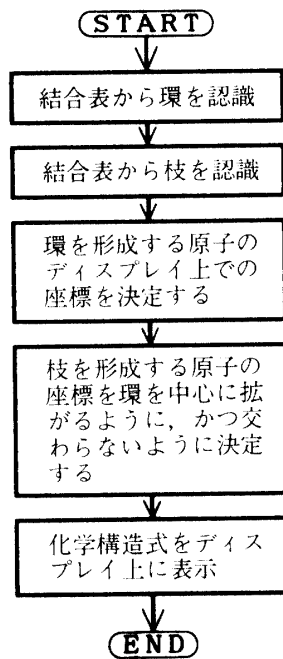 START
結合表から環を認識
結合表から枝を認識
環を形成する原子の
ディスプレイ上での
座標を決定する
枝を形成する原子の
座標を環を中心に拡
がるように，かつ交
わらないように決定
する
化学構造式をディス
プレイ上に表示
END